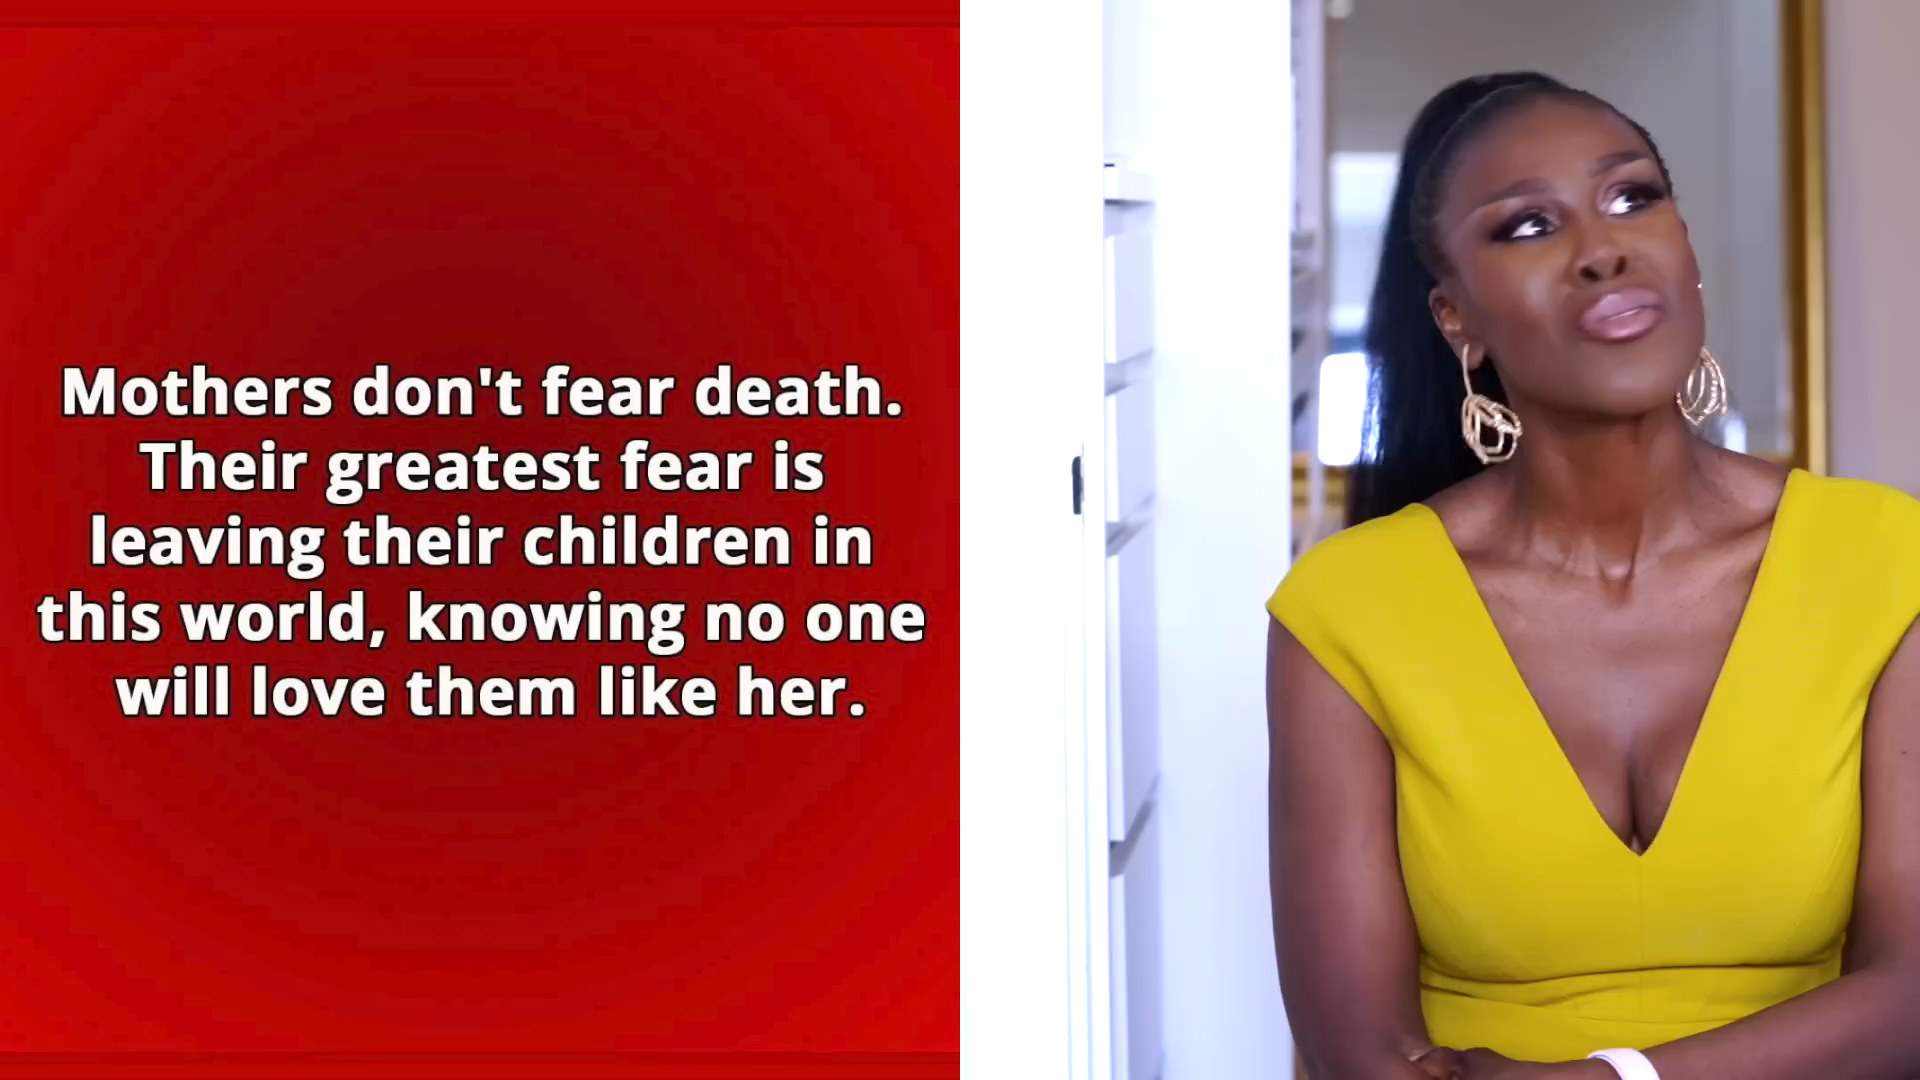 Mothers don't fear death.
Their greatest fear is
leaving their children in
this world, knowing no one
will love them like her.